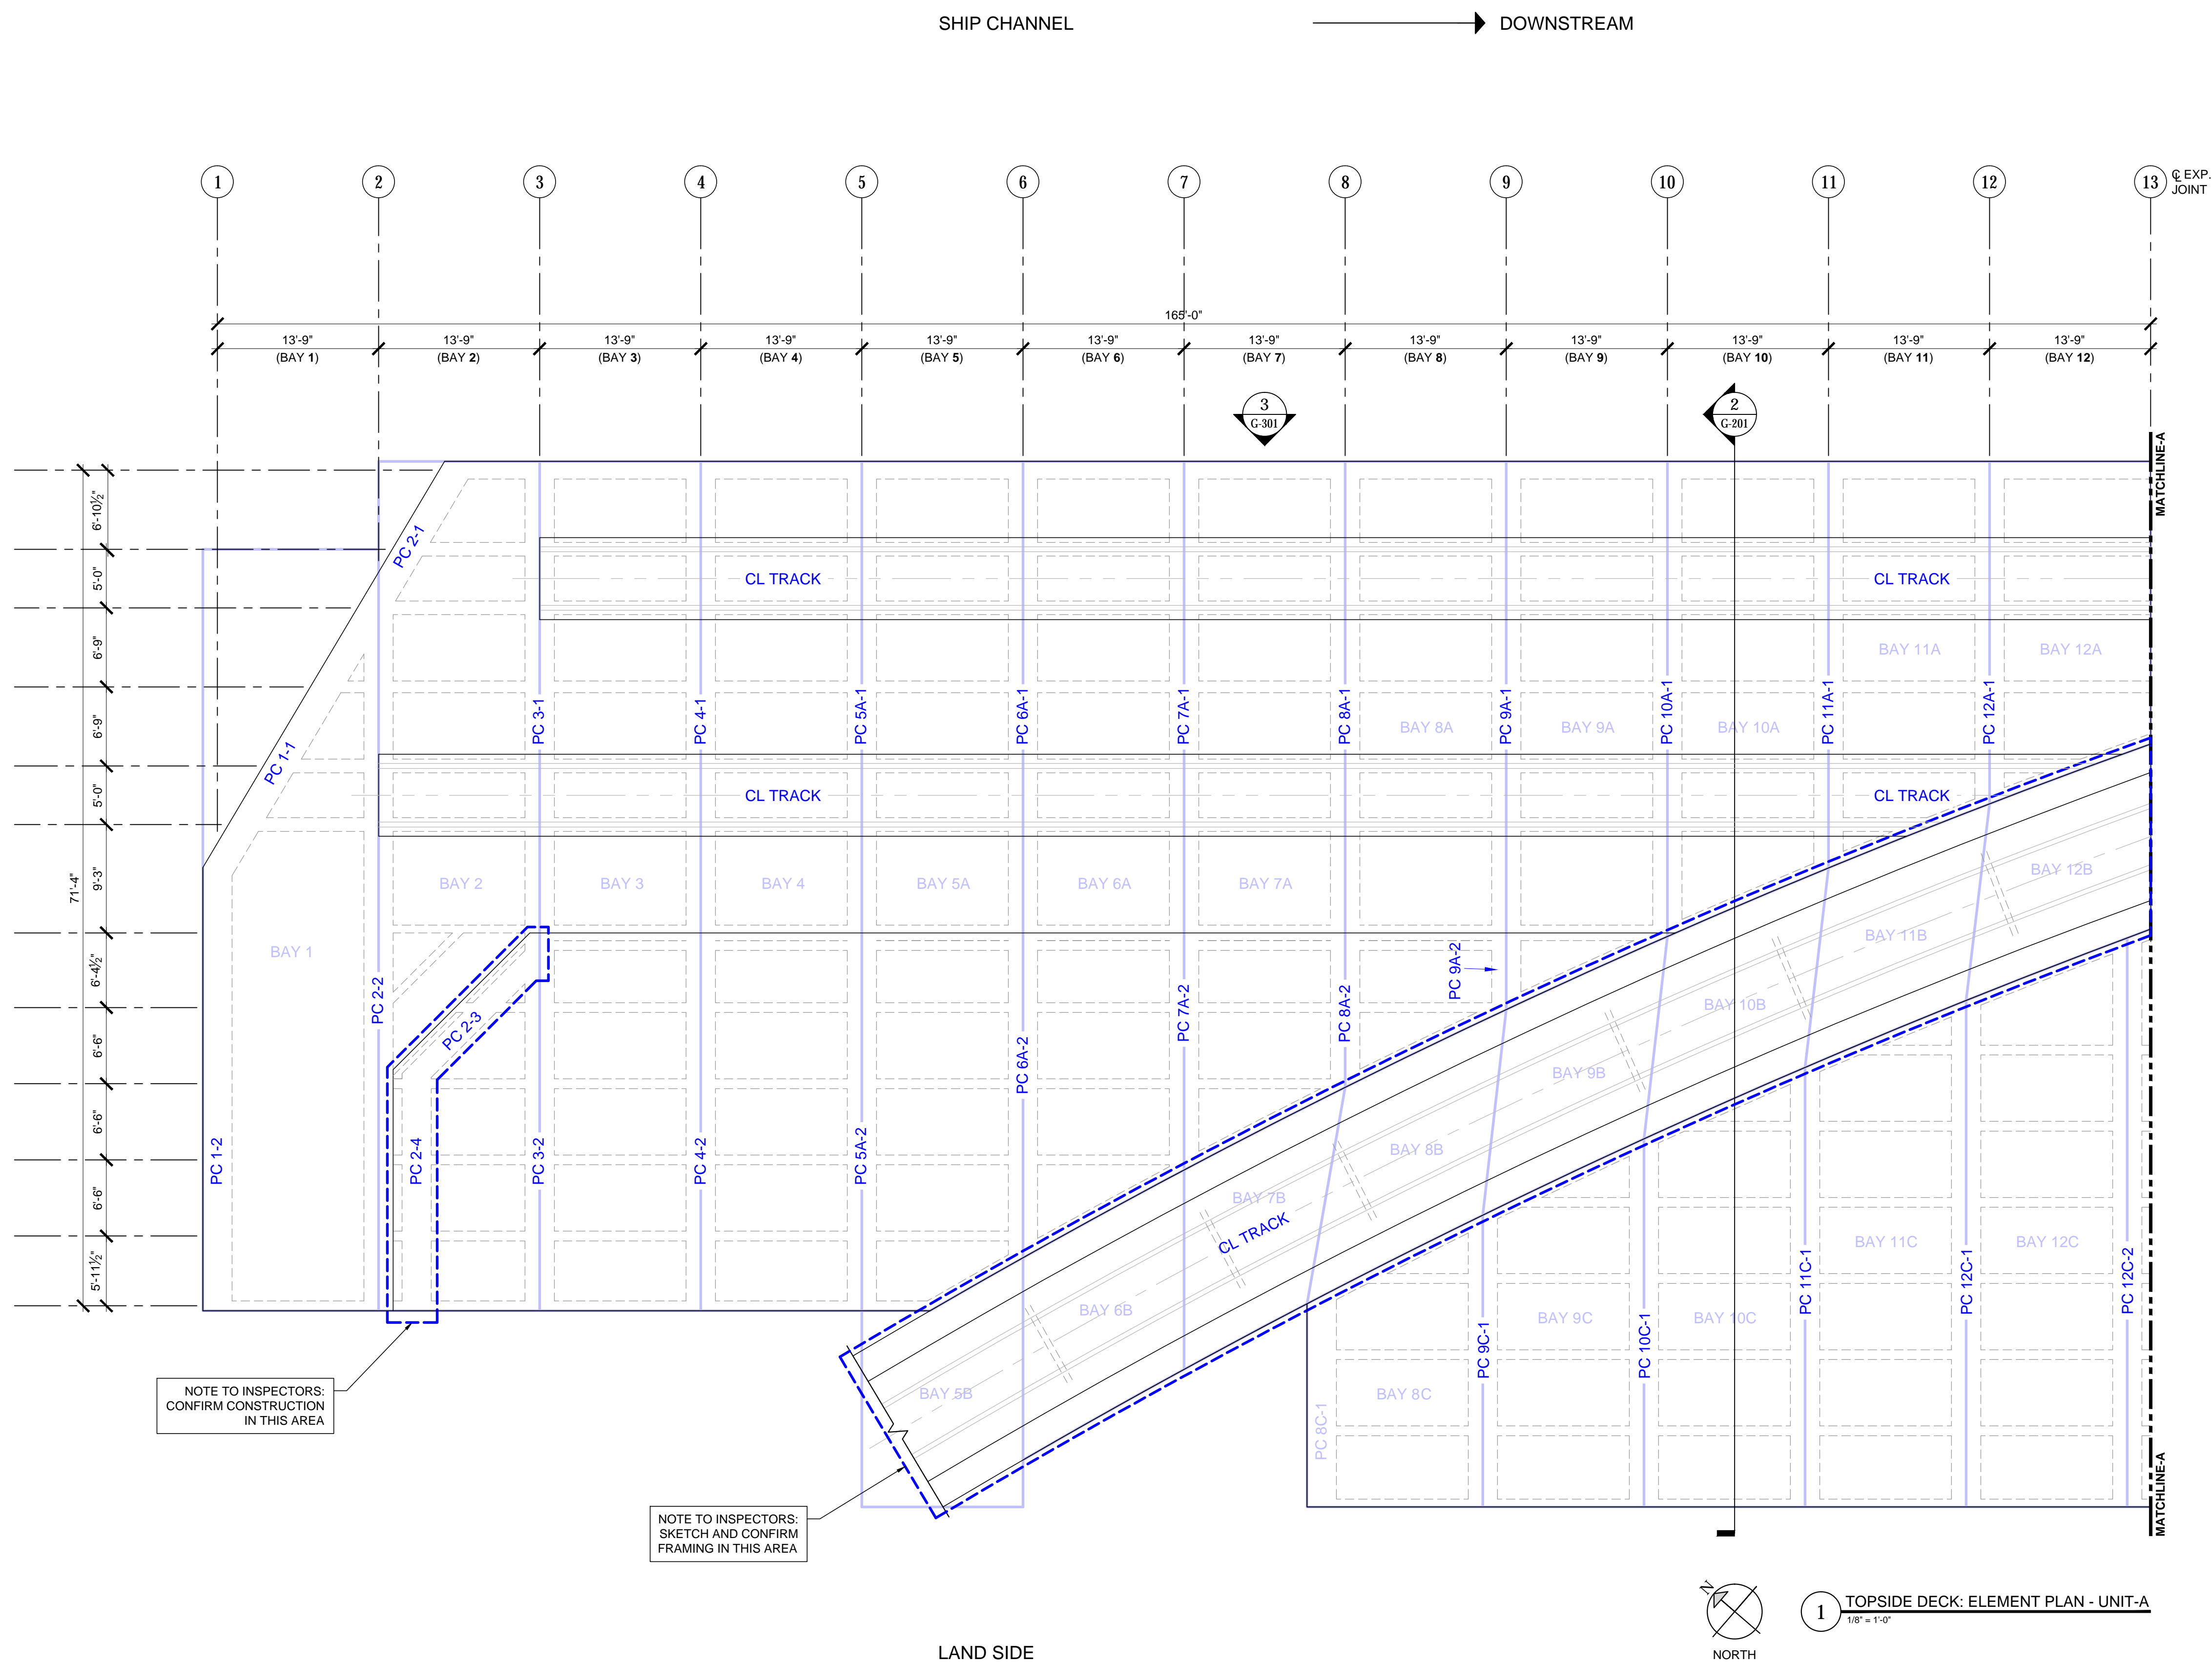 SHIP CHANNEL
DOWNSTREAM
1
2
3
4
5
6
7
8
9
10
11
12
13
℄ EXP.
JOINT
165'-0"
13'-9"
13'-9"
13'-9"
13'-9"
13'-9"
13'-9"
13'-9"
13'-9"
13'-9"
13'-9"
13'-9"
13'-9"
(BAY 1)
(BAY 2)
(BAY 3)
(BAY 4)
(BAY 5)
(BAY 6)
(BAY 7)
(BAY 8)
(BAY 9)
(BAY 10)
(BAY 11)
(BAY 12)
3
G-301
2
G-201
MATCHLINE-A
71'-4"
6'-10½"
5'-0"
6'-9"
6'-9"
5'-0"
9'-3"
6'-4½"
6'-6"
6'-6"
6'-6"
5'-11½"
PC 2-1
CL TRACK
CL TRACK
BAY 11A
BAY 12A
PC 1-1
PC 3-1
PC 4-1
PC 5A-1
PC 6A-1
PC 7A-1
PC 8A-1
BAY 8A
PC 9A-1
BAY 9A
PC 10A-1
BAY 10A
PC 11A-1
PC 12A-1
CL TRACK
CL TRACK
BAY 2
BAY 3
BAY 4
BAY 5A
BAY 6A
BAY 7A
BAY 12B
BAY 1
BAY 11B
PC 9A-2
PC 2-2
PC 2-3
PC 7A-2
PC 8A-2
BAY 10B
PC 6A-2
BAY 9B
PC 1-2
PC 2-4
PC 3-2
PC 4-2
PC 5A-2
BAY 8B
BAY 7B
CL TRACK
BAY 11C
BAY 12C
PC 11C-1
PC 12C-1
PC 12C-2
BAY 6B
BAY 9C
BAY 10C
PC 9C-1
PC 10C-1
BAY 5B
BAY 8C
PC 8C-1
MATCHLINE-A
NOTE TO INSPECTORS:
CONFIRM CONSTRUCTION
IN THIS AREA
NOTE TO INSPECTORS:
SKETCH AND CONFIRM
FRAMING IN THIS AREA
N
NORTH
1
TOPSIDE DECK: ELEMENT PLAN - UNIT-A
1/8" = 1'-0"
LAND SIDE